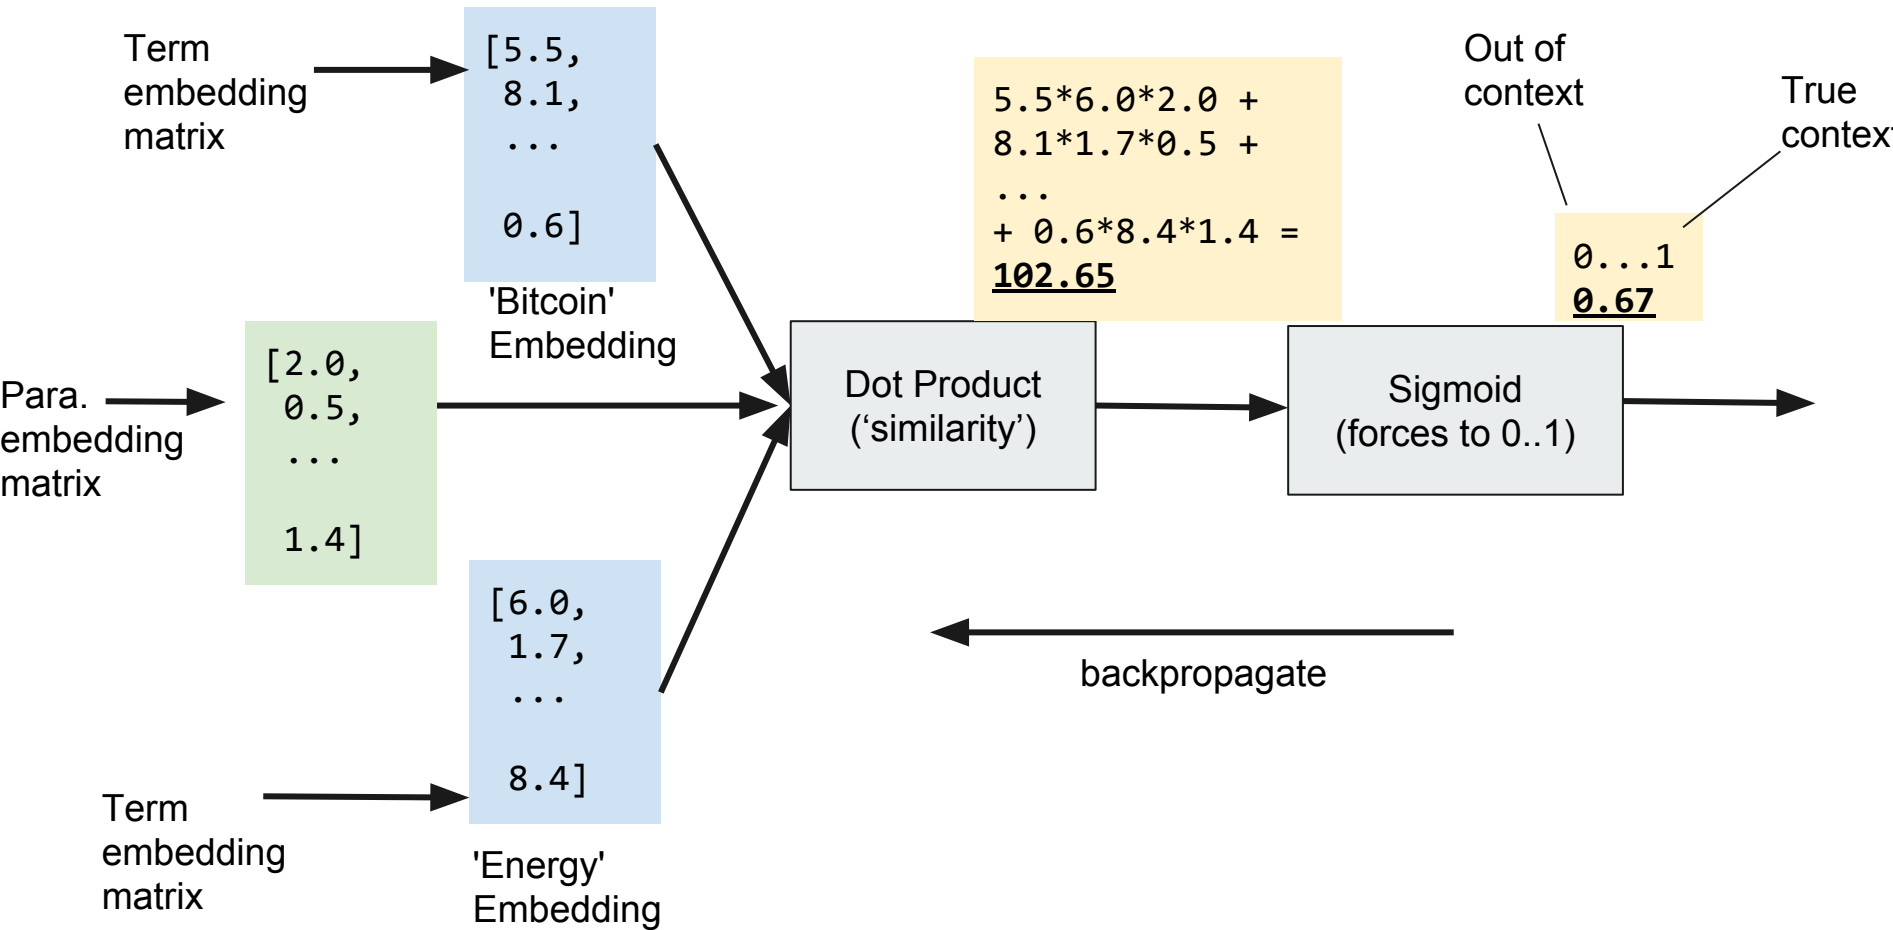 Term
embedding
matrix
[5.5,
8.1,
...
0.6]
'Bitcoin'
Embedding
5.5*6.0*2.0 +
8.1*1.7*0.5 +
...
+ 0.6*8.4*1.4 =
102.65
Out of
context
True
contex
0...1
0.67
Para.
embedding
matrix
[2.0,
0.5,
...
1.4]
Dot Product
(‘similarity’)
Sigmoid
(forces to 0..1)
[6.0,
1.7,
...
8.4]
backpropagate
Term
embedding
matrix
'Energy'
Embedding